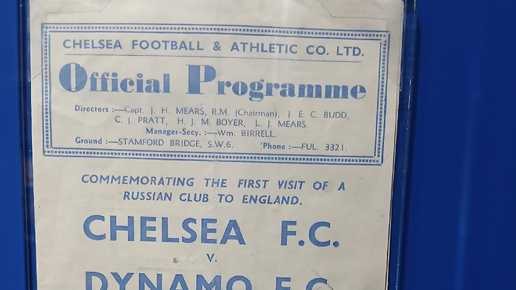 CHELSEA FOOTBALL & ATHLETIC CO. LTD.
Official Programme
Directors :—Capt. J. H. MEARS, R.M. (Chairman), J. E. C. BUDD,
C. J. PRATT, H. J. M. BOYER, L. J. MEARS.
Manager-Secy. :—Wm. BIRRELL.
Ground :—STAMFORD BRIDGE, S.W.6. 'Phone :—FUL. 3321.
COMMEMORATING THE FIRST VISIT OF A
RUSSIAN CLUB TO ENGLAND.
CHELSEA F.C.
V.
DYNAMO F.C.